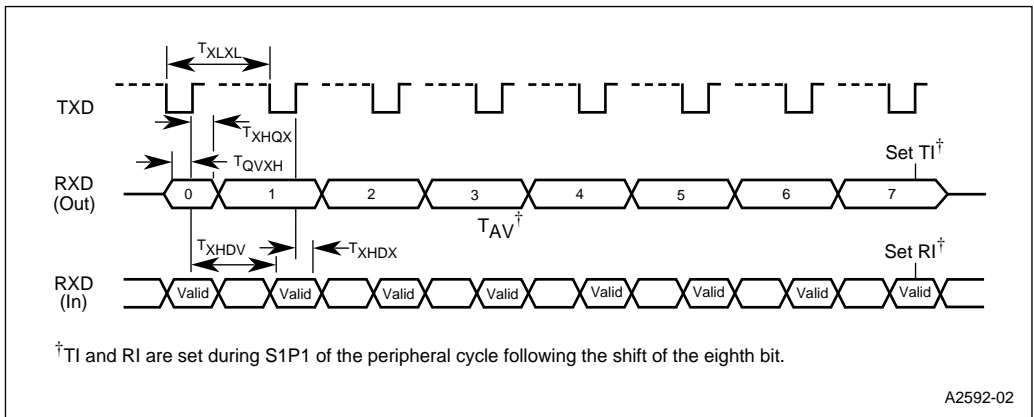 TXLXL
TXD
TXHQX
TQVXH
Set TI†
RXD
(Out)
0 1 2 3 4 5 6 7
TAV†
TXHDV
TXHDX
Set RI†
RXD
(In)
Valid Valid Valid Valid Valid Valid Valid Valid
†TI and RI are set during S1P1 of the peripheral cycle following the shift of the eighth bit.
A2592-02